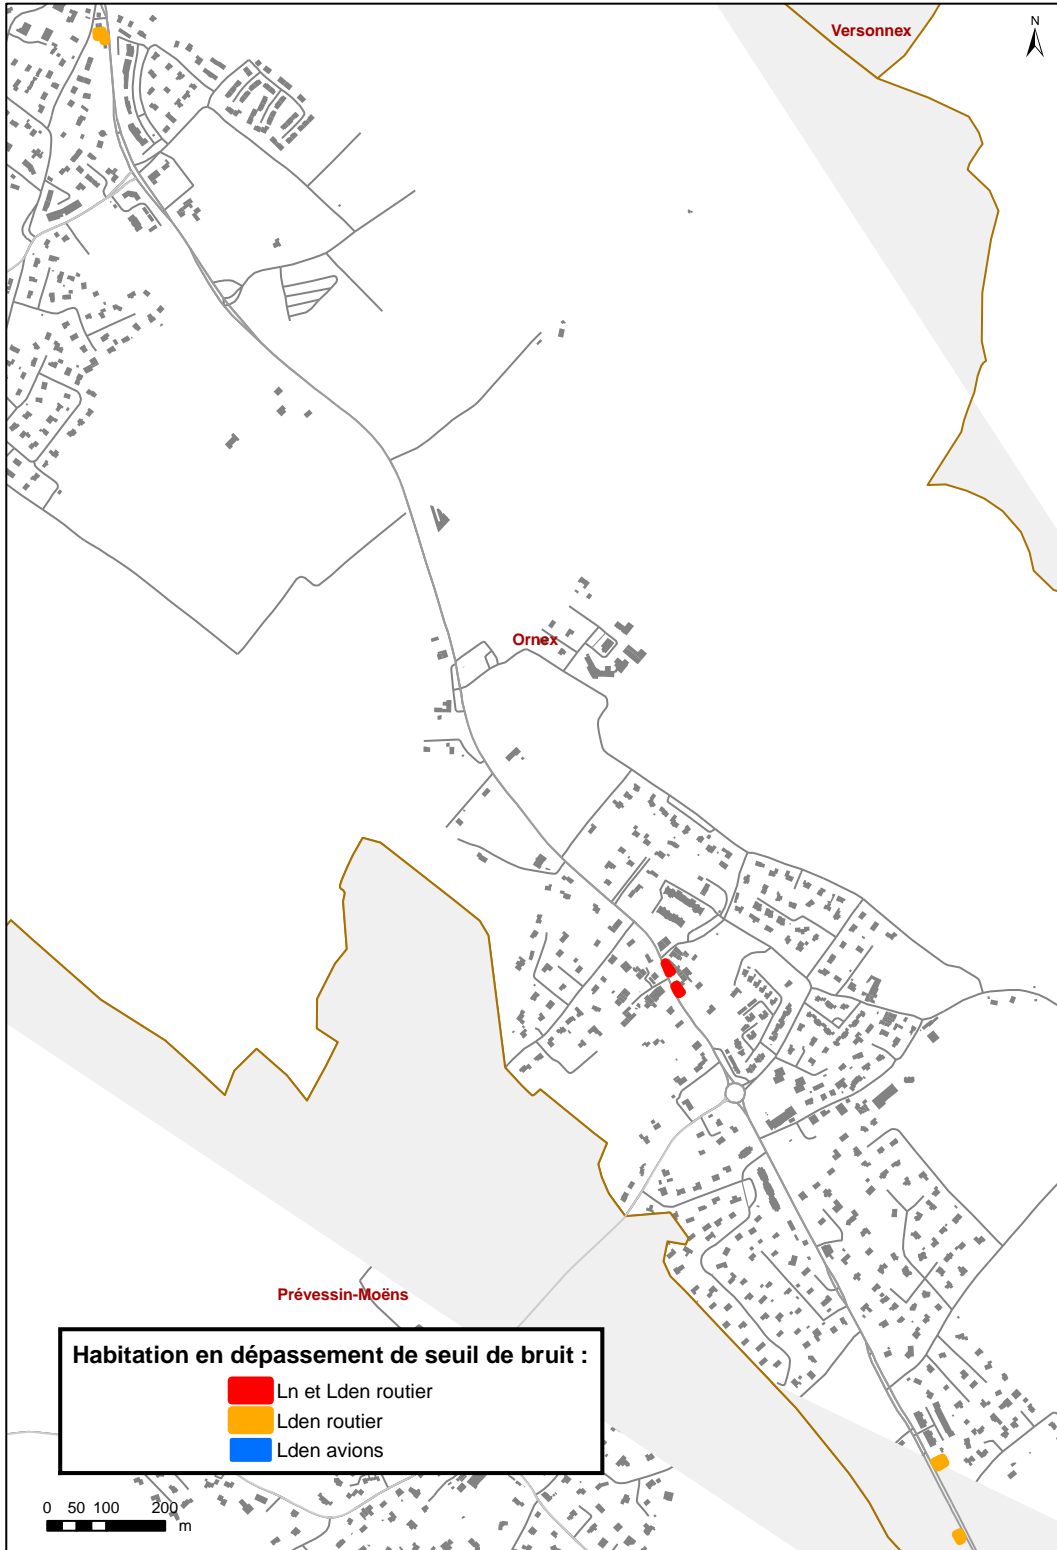 Versonnex
N
Ornex
Prévessin-Moëns
Habitation en dépassement de seuil de bruit :
Ln et Lden routier
Lden routier
Lden avions
0 50 100 200
m